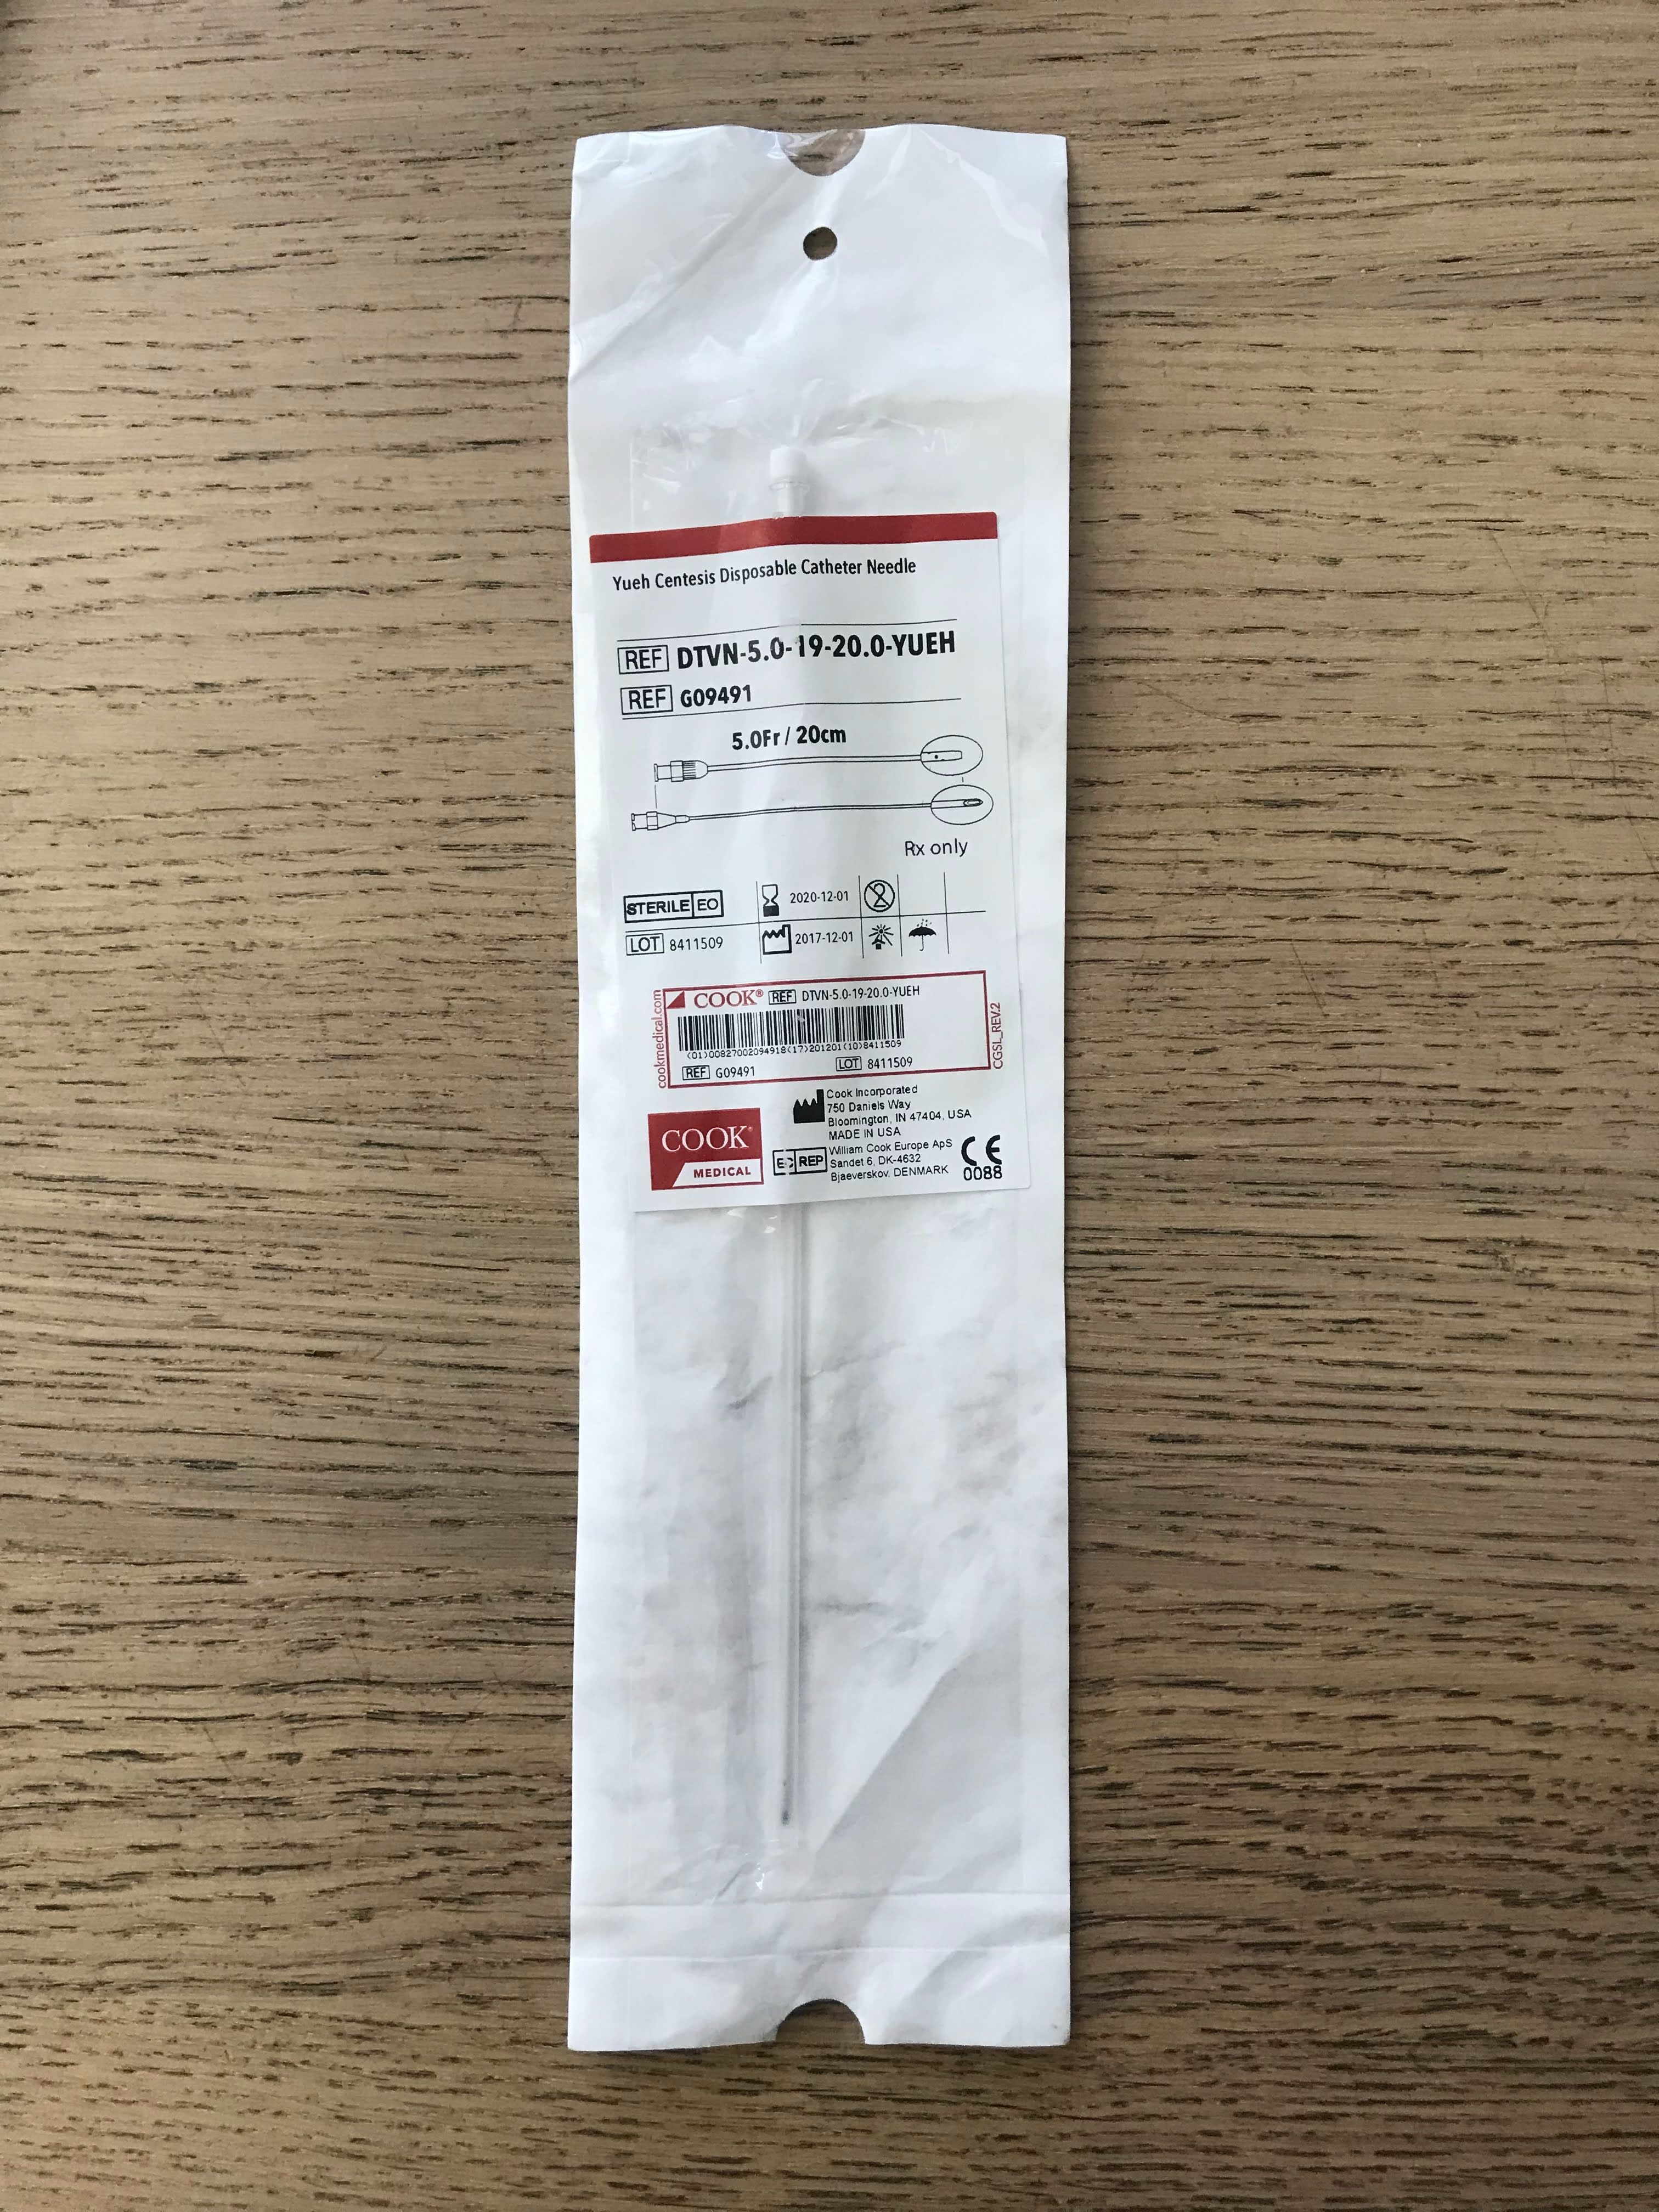 Yueh Centesis Disposable Catheter Needle
REF DTVN-5.0-19-20.0-YUEH
REF G09491
5.0Fr / 20cm
Rx only
STERILE EO 2020-12-01 2
LOT 8411509 2017-12-01
cookmedical.com
COOK® REF DTVN-5.0-19-20.0-YUEH
(01)00827002094918(17)201201(10)8411509
REF G09491 LOT 8411509
CGSL_REV.2
Cook Incorporated
750 Daniels Way
Bloomington, IN 47404, USA
MADE IN USA
COOK®
MEDICAL
EC REP
William Cook Europe ApS
Sandet 6, DK-4632
Bjaeverskov, DENMARK
CE
0088